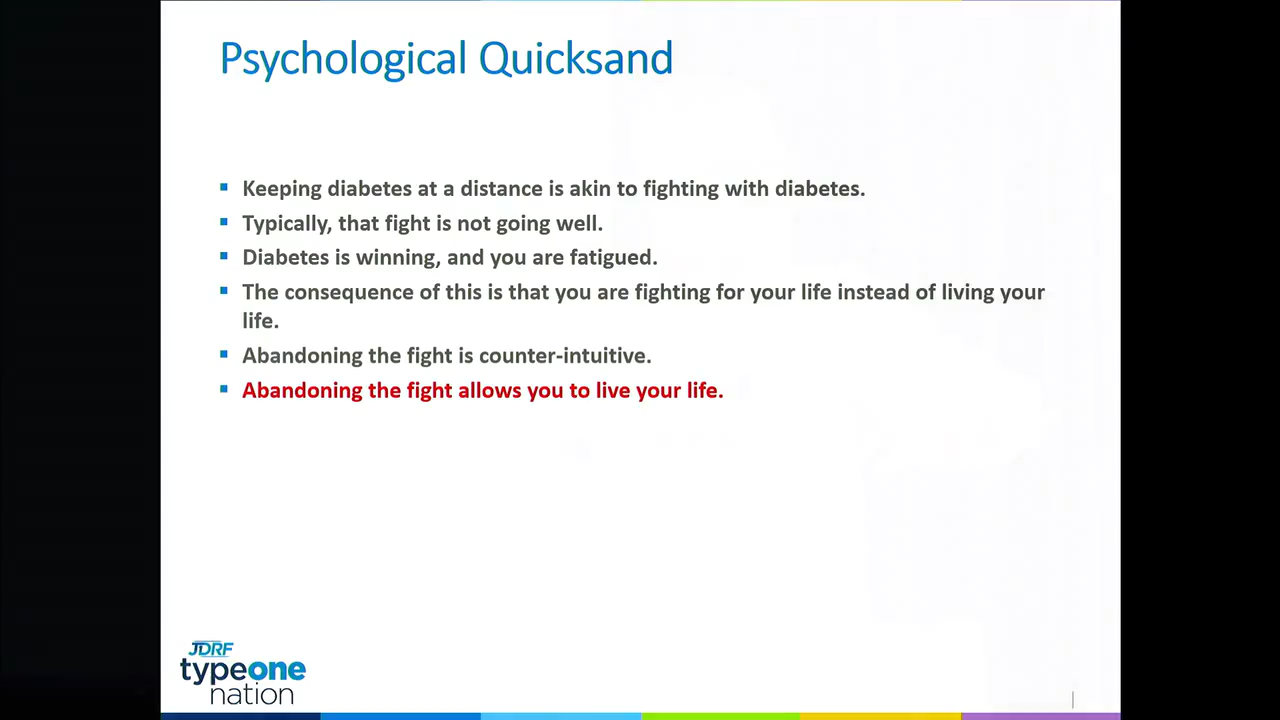 Psychological Quicksand
Keeping diabetes at a distance is akin to fighting with diabetes.
Typically, that fight is not going well.
Diabetes is winning, and you are fatigued.
The consequence of this is that you are fighting for your life instead of living your
life.
Abandoning the fight is counter-intuitive.
Abandoning the fight allows you to live your life.
JDRF
typeone
nation